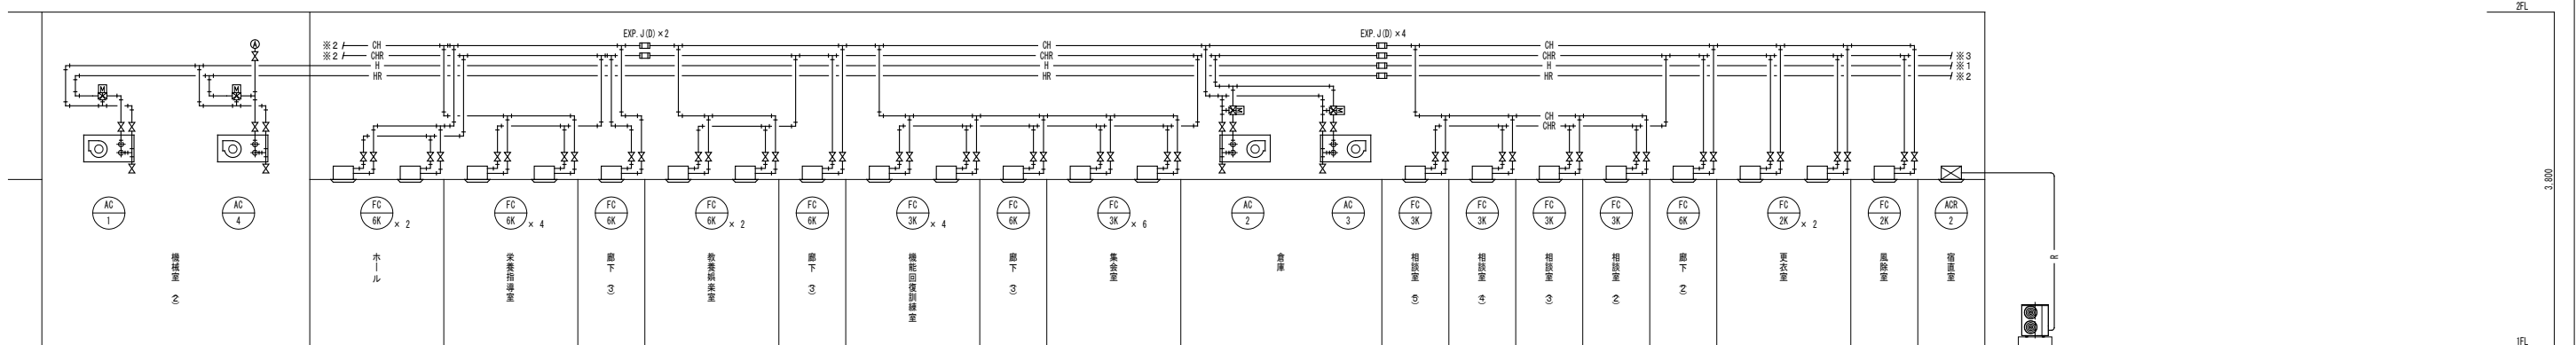 2FL
EXP.J(D)×2
EXP.J(D)×4
A
※2
CH
CH
CH
※2
CHR
CHR
CHR
※3
H
H
H
※1
HR
HR
HR
※2
M
M
M
M
CH
CHR
3,800
AC
1
AC
4
FC
6K
× 2
FC
6K
× 4
FC
6K
FC
6K
× 2
FC
6K
FC
3K
× 4
FC
6K
FC
3K
× 6
AC
2
AC
3
FC
3K
FC
3K
FC
3K
FC
3K
FC
6K
FC
2K
× 2
FC
2K
ACR
2
機械室(2)
ホール
栄養指導室
廊下(3)
教養娯楽室
廊下(3)
機能回復訓練室
廊下(3)
集会室
倉庫
相談室(5)
相談室(4)
相談室(3)
相談室(2)
廊下(2)
更衣室
風除室
宿直室
R
1FL